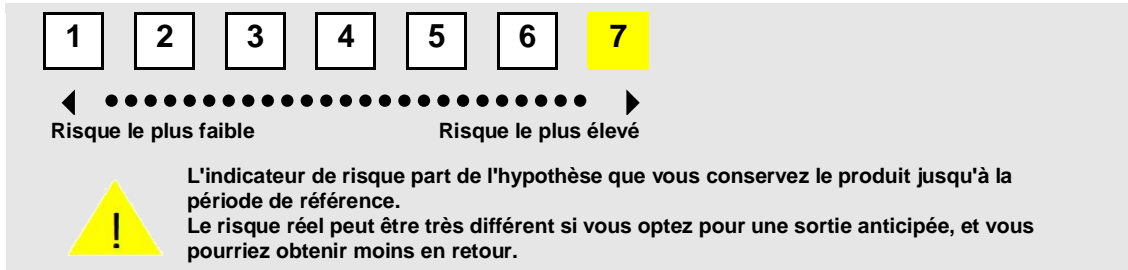 1 2 3 4 5 6 7
Risque le plus faible Risque le plus élevé
L'indicateur de risque part de l'hypothèse que vous conservez le produit jusqu'à la
période de référence.
Le risque réel peut être très différent si vous optez pour une sortie anticipée, et vous
pourriez obtenir moins en retour.
!